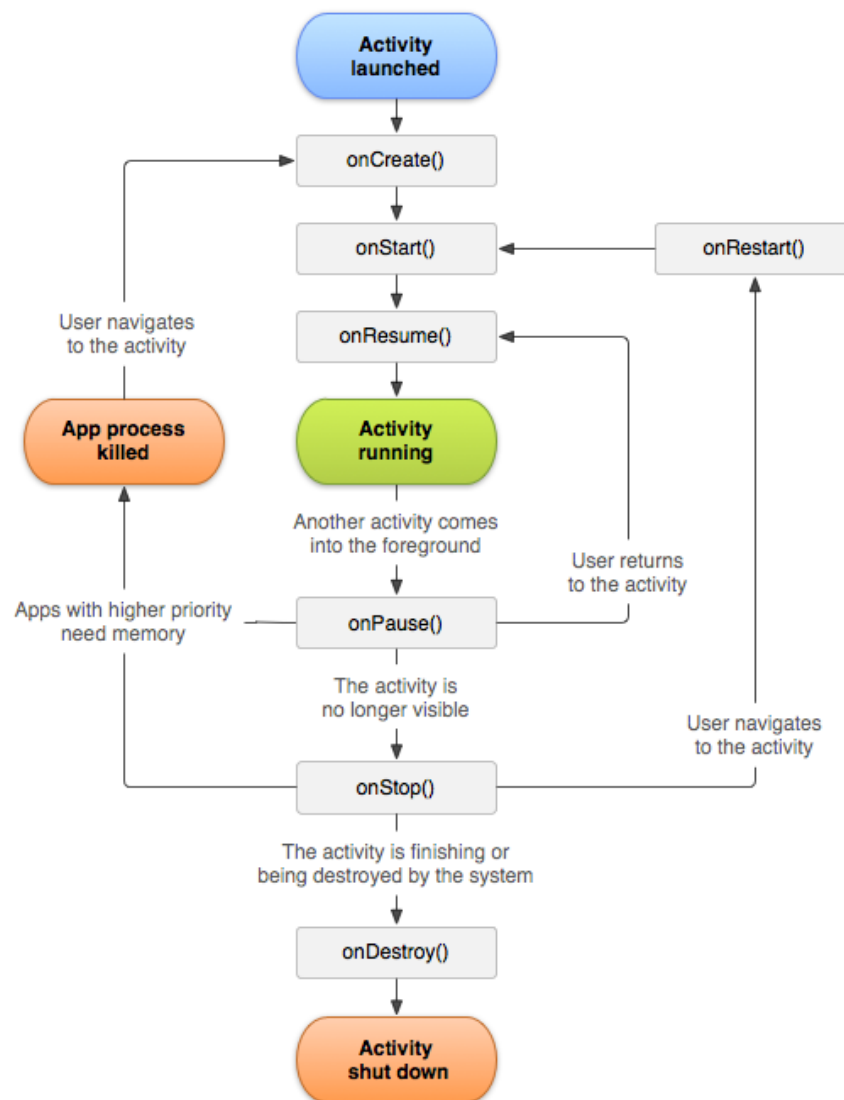 Activity
launched
onCreate()
onStart()
onRestart()
onResume()
User navigates
to the activity
App process
killed
Activity
running
Another activity comes
into the foreground
User returns
to the activity
Apps with higher priority
need memory
onPause()
The activity is
no longer visible
User navigates
to the activity
onStop()
The activity is finishing or
being destroyed by the system
onDestroy()
Activity
shut down